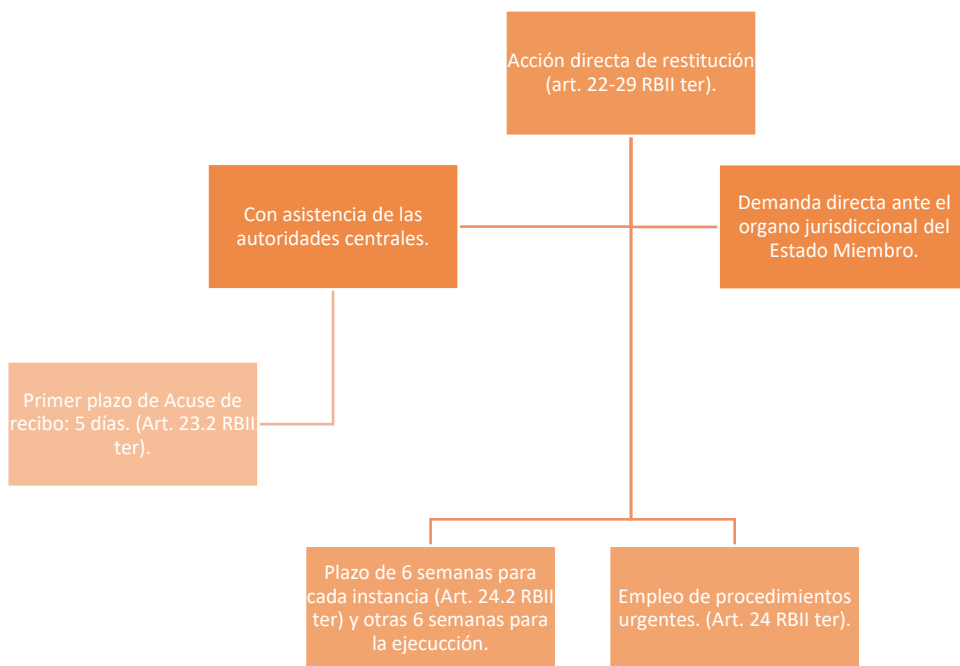 Acción directa de restitución
(art. 22-29 RBII ter).
Con asistencia de las
autoridades centrales.
Demanda directa ante el
organo jurisdiccional del
Estado Miembro.
Primer plazo de Acuse de
recibo: 5 días. (Art. 23.2 RBII
ter).
Plazo de 6 semanas para
cada instancia (Art. 24.2 RBII
ter) y otras 6 semanas para
la ejecucción.
Empleo de procedimientos
urgentes. (Art. 24 RBII ter).